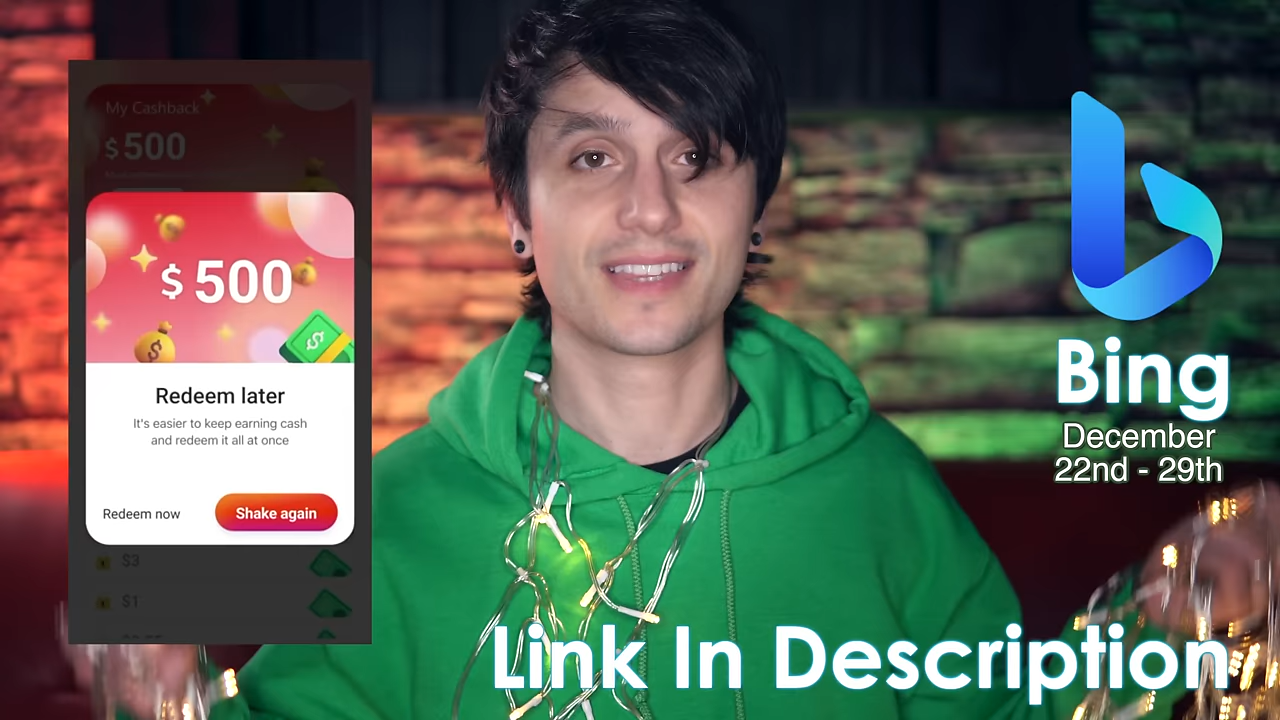 My Cashback
$500
$500
Redeem later
It's easier to keep earning cash
and redeem it all at once
Redeem now
Shake again
$3
$1
Bing
December
22nd - 29th
Link In Description